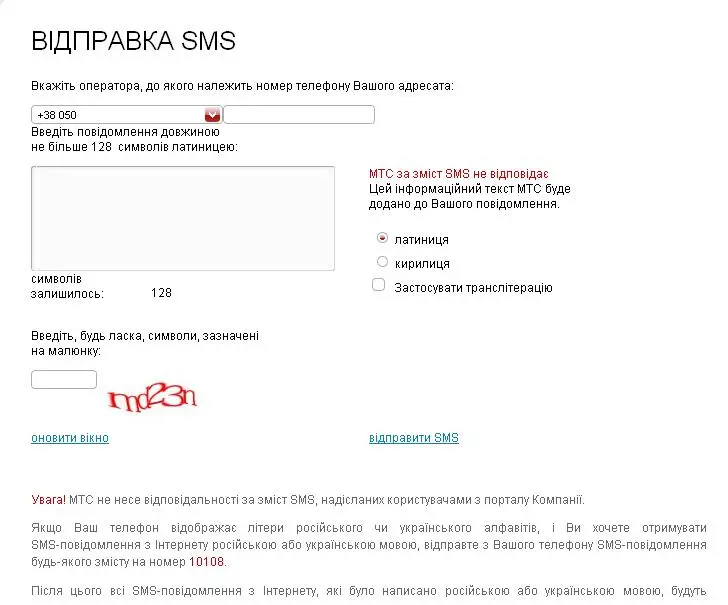 ВІДПРАВКА SMS
Вкажіть оператора, до якого належить номер телефону Вашого адресата:
+38 050
Введіть повідомлення довжиною
не більше 128 символів латиницею:
МТС за зміст SMS не відповідає
Цей інформаційний текст МТС буде
додано до Вашого повідомлення.
латиниця
кирилиця
Застосувати транслітерацію
символів
залишилось: 128
Введіть, будь ласка, символи, зазначені
на малюнку:
md23n
оновити вікно
відправити SMS
Увага! МТС не несе відповідальності за зміст SMS, надісланих користувачами з порталу Компанії.
Якщо Ваш телефон відображає літери російського чи українського алфавітів, і Ви хочете отримувати
SMS-повідомлення з Інтернету російською або українською мовою, відправте з Вашого телефону SMS-повідомлення
будь-якого змісту на номер 10108.
Після цього всі SMS-повідомлення з Інтернету, які було написано російською або українською мовою, будуть